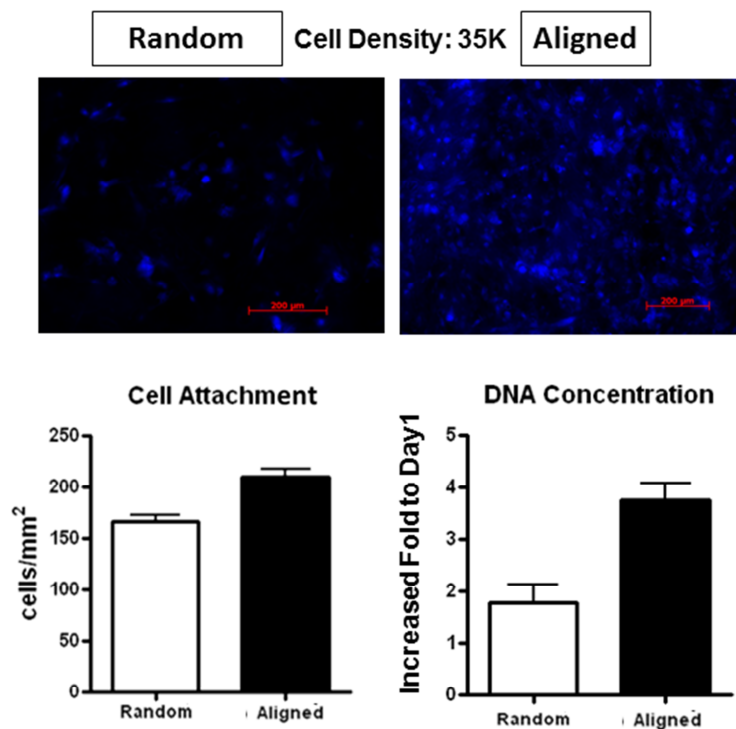 Random Cell Density: 35K Aligned
200 µm
200 µm
Cell Attachment
250
200
150
100
50
0
cells/mm²
Random Aligned
DNA Concentration
5
4
3
2
1
0
Increased Fold to Day1
Random Aligned